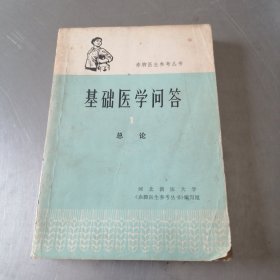 赤脚医生参考丛书
基础医学问答
1
总论
河北新医大学
《赤脚医生参考丛书》编写组